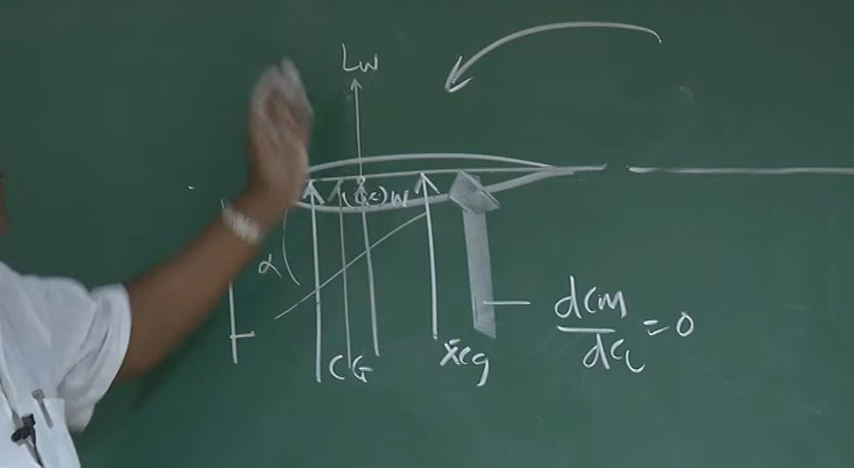 Lw
(ac)w
α
CG
x̄cg
dCM
dCL
= 0